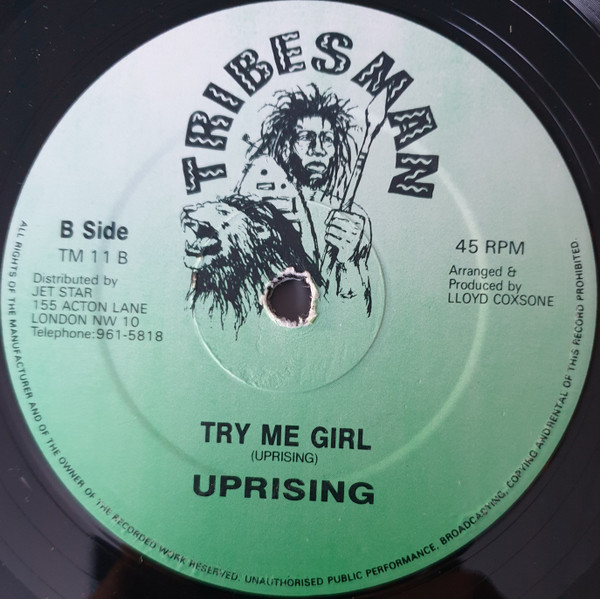 TRIBESMAN
B Side
TM 11 B
Distributed by
JET STAR
155 ACTON LANE
LONDON NW 10
Telephone:961-5818
45 RPM
Arranged &
Produced by
LLOYD COXSONE
TRY ME GIRL
(UPRISING)
UPRISING
ALL RIGHTS OF THE MANUFACTURER AND OF THE OWNER OF THE RECORDED WORK RESERVED. UNAUTHORISED PUBLIC PERFORMANCE, BROADCASTING, COPYING AND RENTAL OF THIS RECORD PROHIBITED.